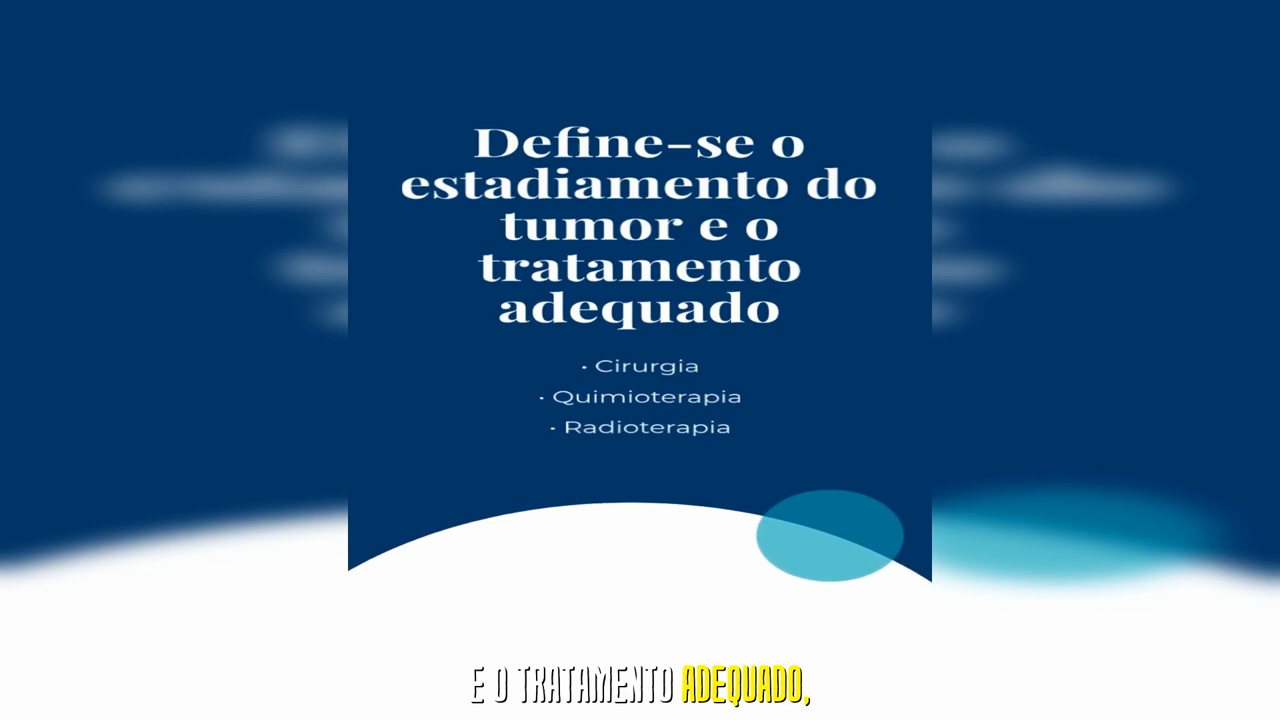 Define-se o
estadiamento do
tumor e o
tratamento
adequado
• Cirurgia
• Quimioterapia
• Radioterapia
E O TRATAMENTO ADEQUADO,